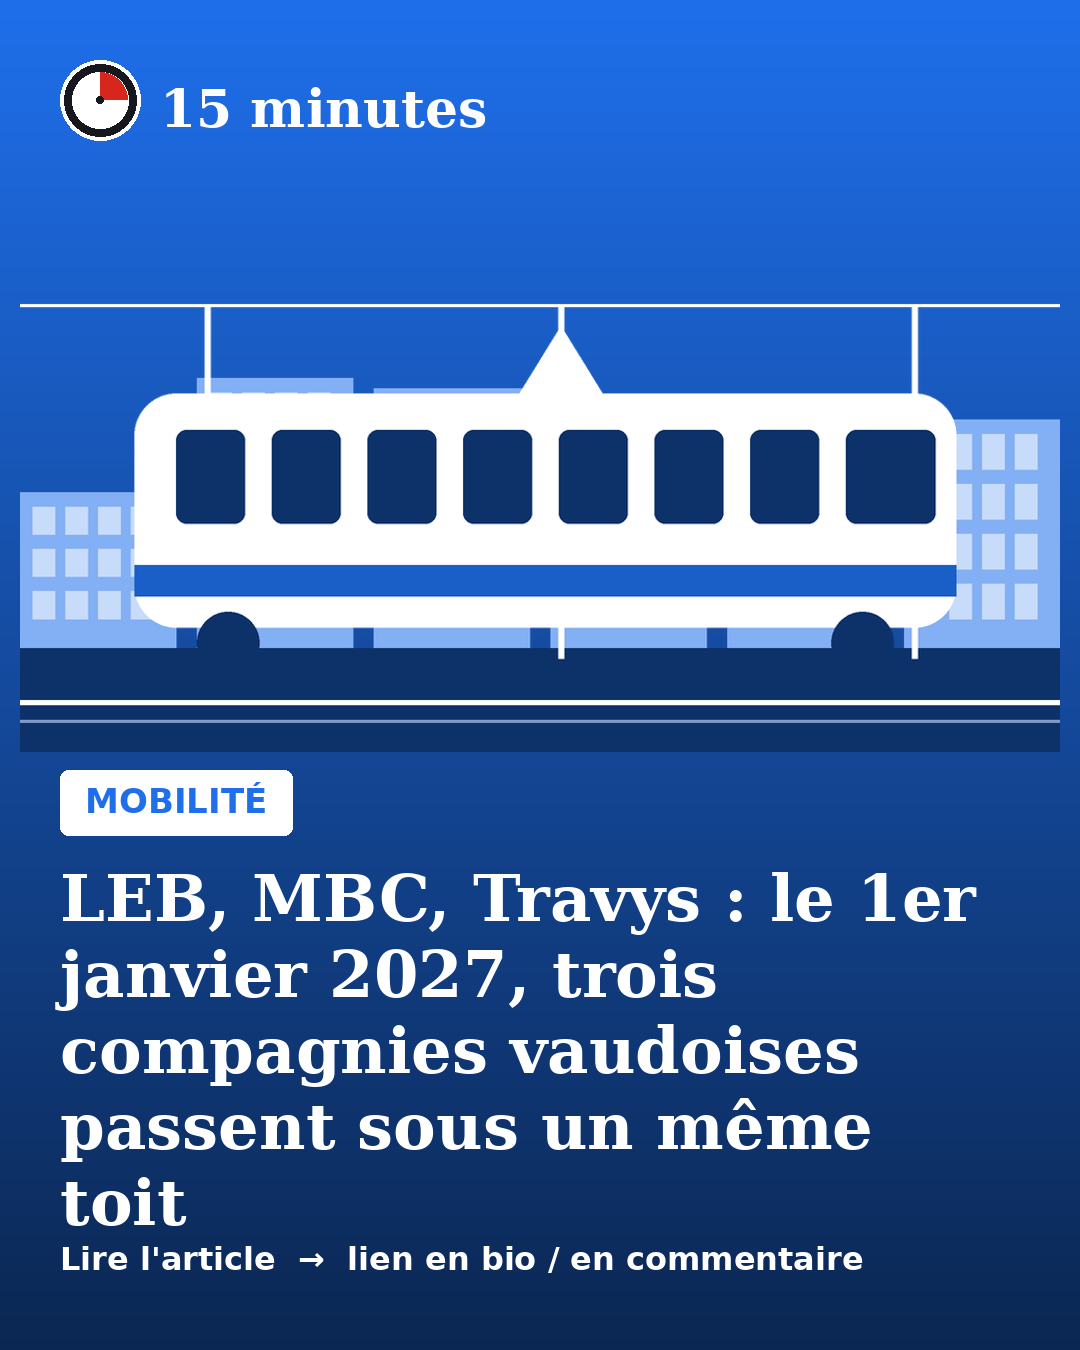 15 minutes
MOBILITÉ
LEB, MBC, Travys : le 1er
janvier 2027, trois
compagnies vaudoises
passent sous un même
toit
Lire l'article → lien en bio / en commentaire